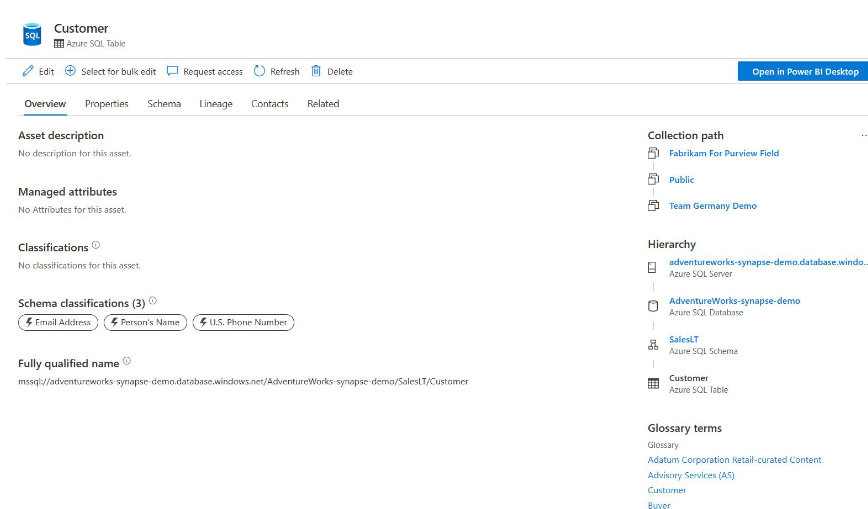 SQL
Customer
Azure SQL Table
Edit
Select for bulk edit
Request access
Refresh
Delete
Open in Power BI Desktop
Overview
Properties
Schema
Lineage
Contacts
Related
Asset description
No description for this asset.
Managed attributes
No Attributes for this asset.
Classifications
No classifications for this asset.
Schema classifications (3)
Email Address
Person's Name
U.S. Phone Number
Fully qualified name
mssql://adventureworks-synapse-demo.database.windows.net/AdventureWorks-synapse-demo/SalesLT/Customer
Collection path
Fabrikam For Purview Field
Public
Team Germany Demo
Hierarchy
adventureworks-synapse-demo.database.windo...
Azure SQL Server
AdventureWorks-synapse-demo
Azure SQL Database
SalesLT
Azure SQL Schema
Customer
Azure SQL Table
Glossary terms
Glossary
Adatum Corporation Retail-curated Content
Advisory Services (AS)
Customer
Buyer